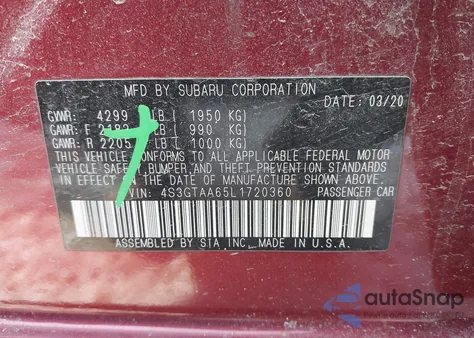 MFD BY SUBARU CORPORATION
DATE: 03/20
GVWR: 4299 LB ( 1950 KG)
GAWR: F 2183 LB ( 990 KG)
GAWR: R 2205 LB ( 1000 KG)
THIS VEHICLE CONFORMS TO ALL APPLICABLE FEDERAL MOTOR
VEHICLE SAFETY, BUMPER, AND THEFT PREVENTION STANDARDS
IN EFFECT ON THE DATE OF MANUFACTURE SHOWN ABOVE.
VIN: 4S3GTAA65L1720360 PASSENGER CAR
ASSEMBLED BY SIA, INC. MADE IN U.S.A.
autoSnap